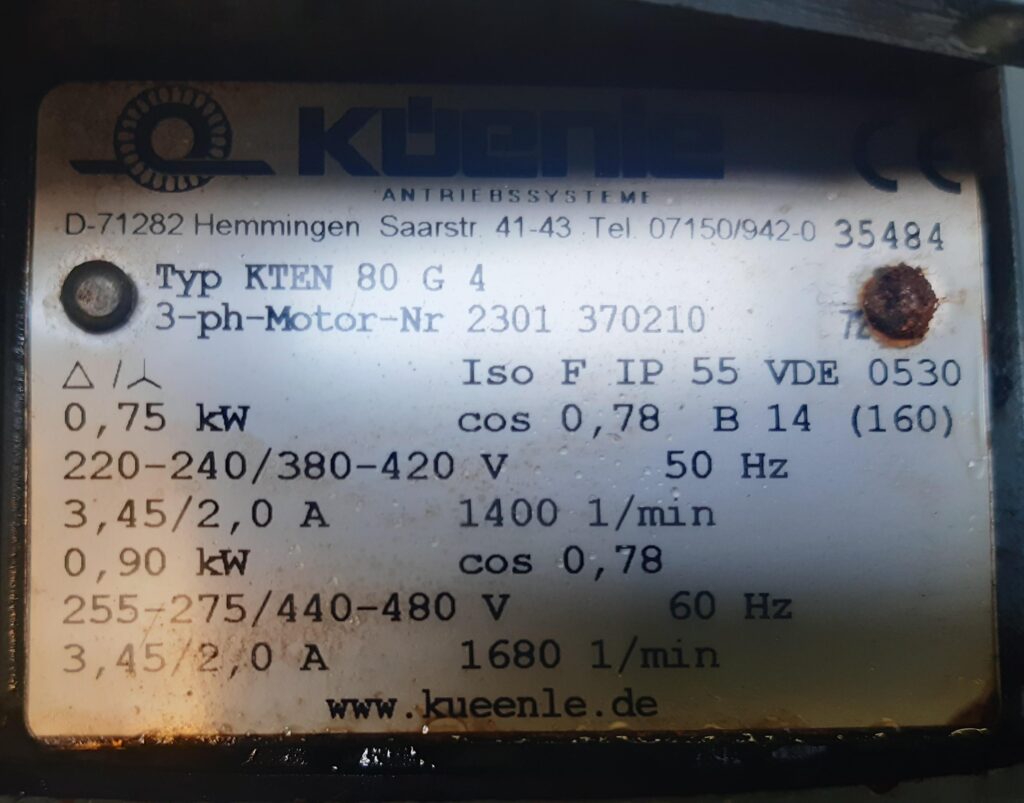 KÜenle
CE
ANTRIEBSSYSTEME
D-71282 Hemmingen Saarstr. 41-43 Tel. 07150/942-0 35484
Typ KTEN 80 G 4
3-ph-Motor-Nr 2301 370210
△/⅄ Iso F IP 55 VDE 0530
0,75 kW cos 0,78 B 14 (160)
220-240/380-420 V 50 Hz
3,45/2,0 A 1400 1/min
0,90 kW cos 0,78
255-275/440-480 V 60 Hz
3,45/2,0 A 1680 1/min
www.kueenle.de